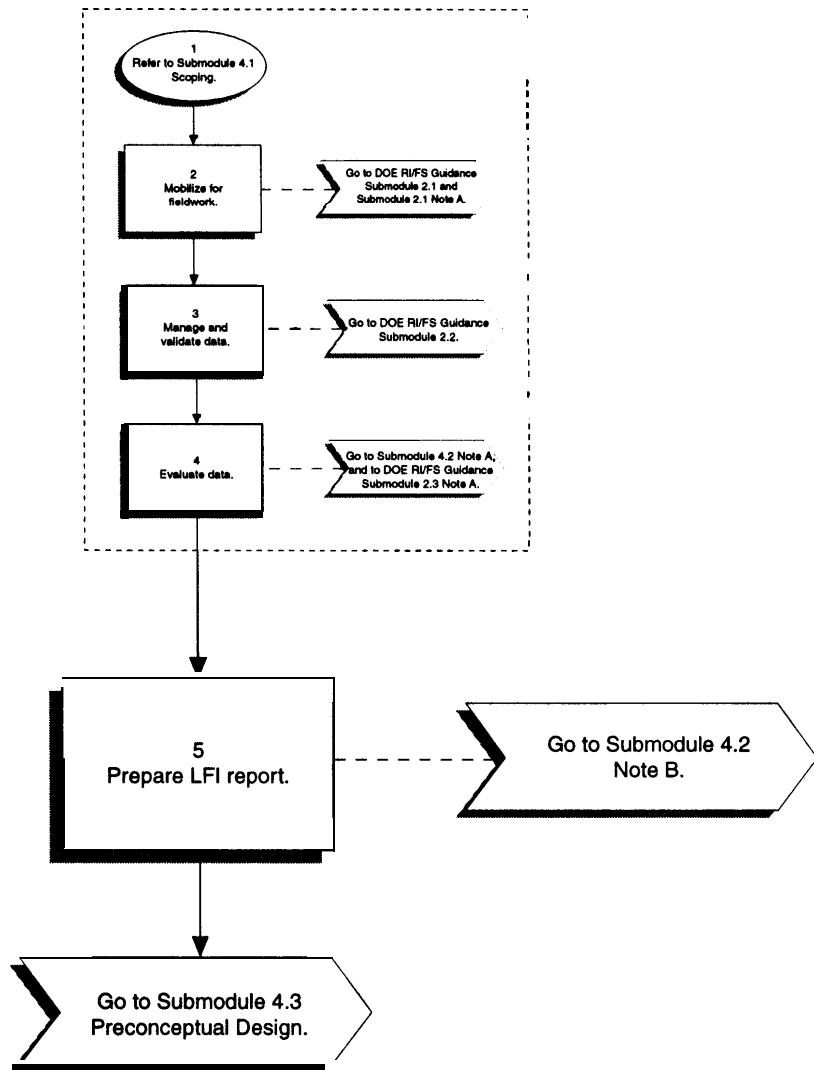 1
Refer to Submodule 4.1
Scoping.
2
Mobilize for
fieldwork.
Go to DOE RI/FS Guidance
Submodule 2.1 and
Submodule 2.1 Note A.
3
Manage and
validate data.
Go to DOE RI/FS Guidance
Submodule 2.2.
4
Evaluate data.
Go to Submodule 4.2 Note A,
and to DOE RI/FS Guidance
Submodule 2.3 Note A.
5
Prepare LFI report.
Go to Submodule 4.2
Note B.
Go to Submodule 4.3
Preconceptual Design.